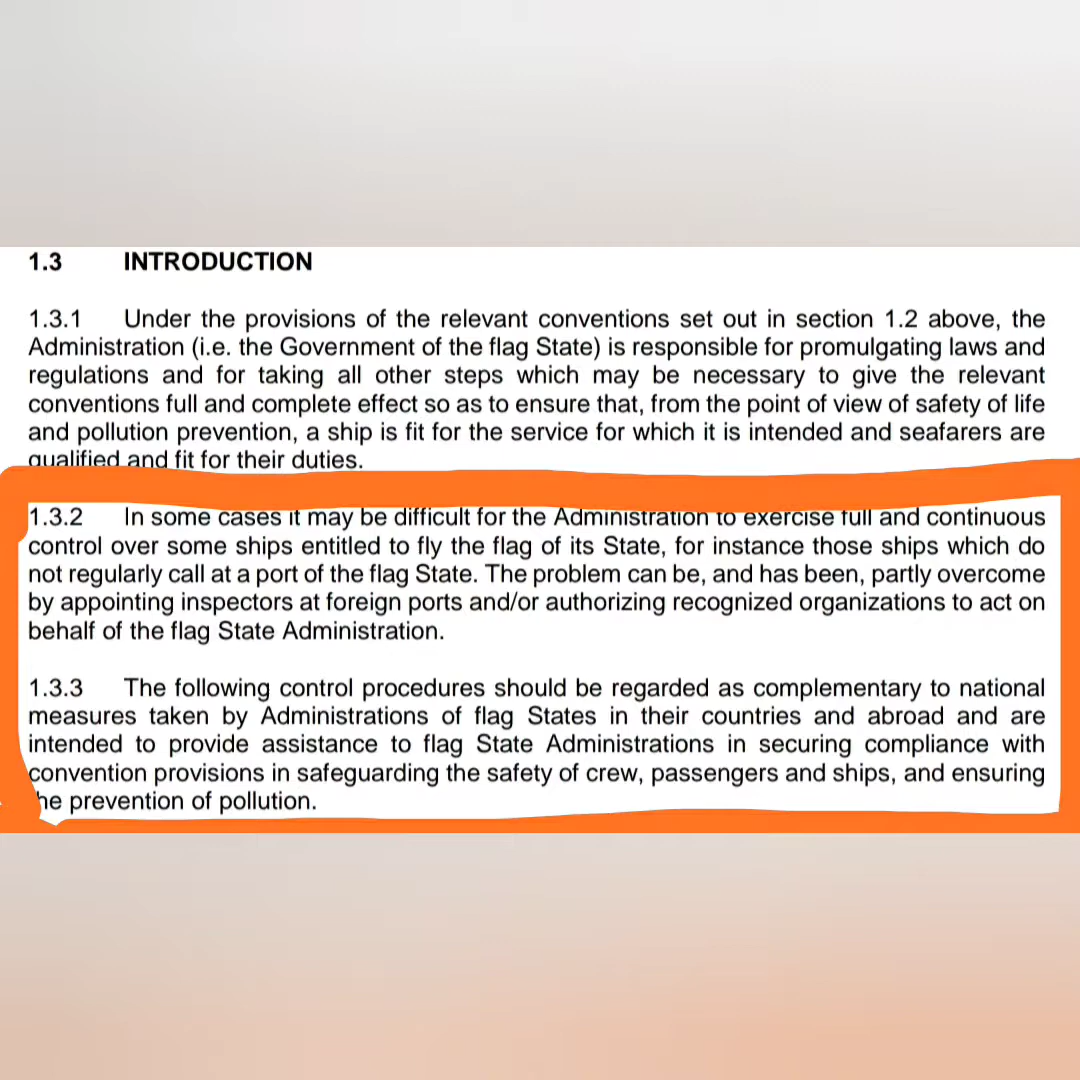 1.3 INTRODUCTION
1.3.1 Under the provisions of the relevant conventions set out in section 1.2 above, the
Administration (i.e. the Government of the flag State) is responsible for promulgating laws and
regulations and for taking all other steps which may be necessary to give the relevant
conventions full and complete effect so as to ensure that, from the point of view of safety of life
and pollution prevention, a ship is fit for the service for which it is intended and seafarers are
qualified and fit for their duties.
1.3.2 In some cases it may be difficult for the Administration to exercise full and continuous
control over some ships entitled to fly the flag of its State, for instance those ships which do
not regularly call at a port of the flag State. The problem can be, and has been, partly overcome
by appointing inspectors at foreign ports and/or authorizing recognized organizations to act on
behalf of the flag State Administration.
1.3.3 The following control procedures should be regarded as complementary to national
measures taken by Administrations of flag States in their countries and abroad and are
intended to provide assistance to flag State Administrations in securing compliance with
convention provisions in safeguarding the safety of crew, passengers and ships, and ensuring
he prevention of pollution.